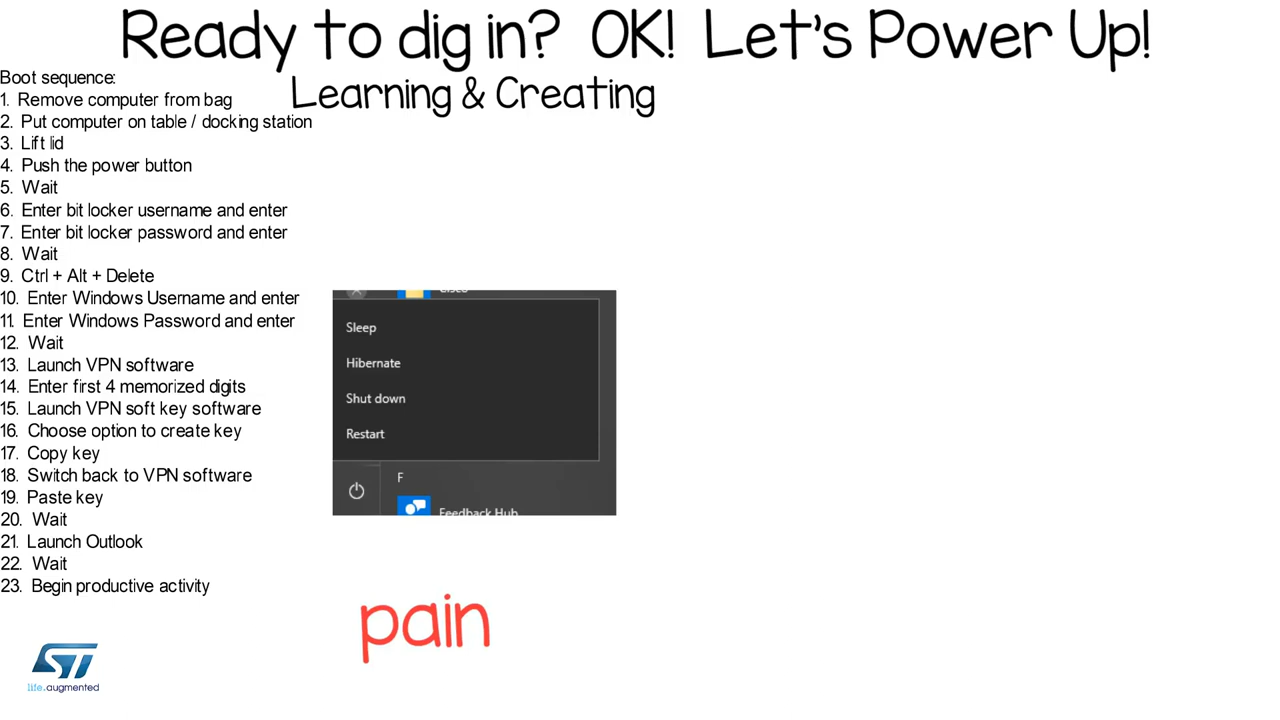 Ready to dig in? OK! Let's Power Up!
Learning & Creating
Boot sequence:
1. Remove computer from bag
2. Put computer on table / docking station
3. Lift lid
4. Push the power button
5. Wait
6. Enter bit locker username and enter
7. Enter bit locker password and enter
8. Wait
9. Ctrl + Alt + Delete
10. Enter Windows Username and enter
11. Enter Windows Password and enter
12. Wait
13. Launch VPN software
14. Enter first 4 memorized digits
15. Launch VPN soft key software
16. Choose option to create key
17. Copy key
18. Switch back to VPN software
19. Paste key
20. Wait
21. Launch Outlook
22. Wait
23. Begin productive activity
Cisco
Sleep
Hibernate
Shut down
Restart
F
Feedback Hub
pain
ST
life.augmented